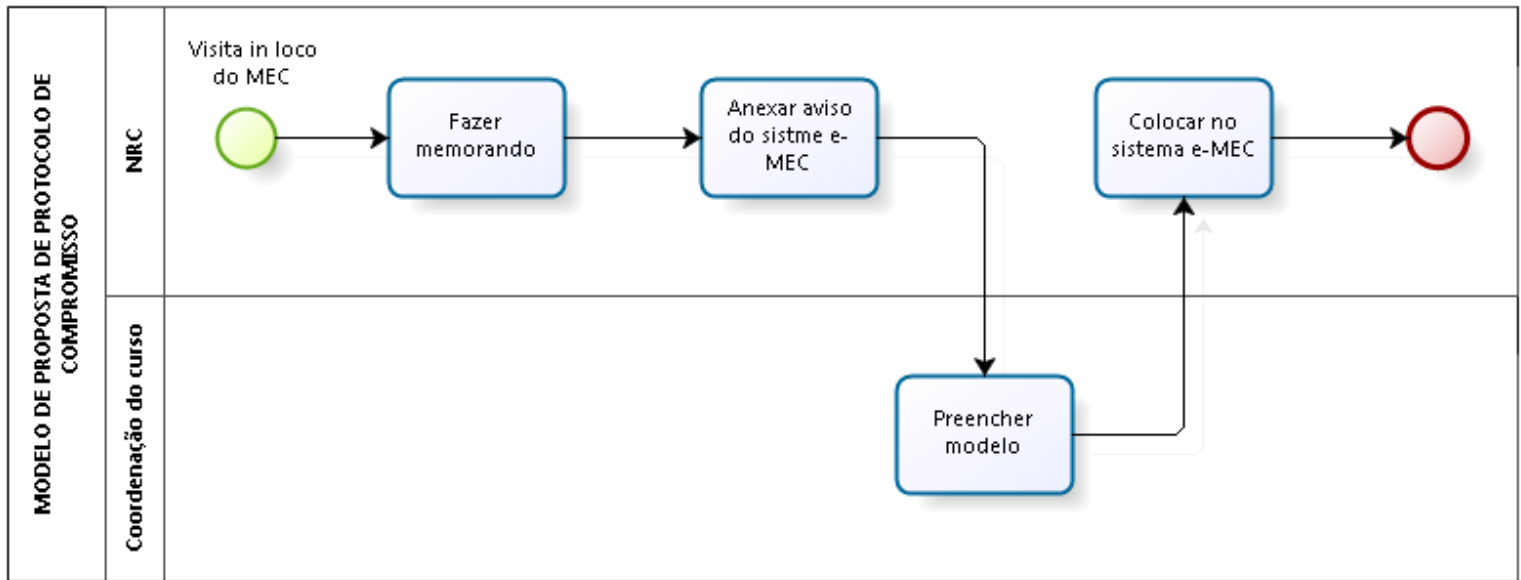 MODELO DE PROPOSTA DE PROTOCOLO DE
COMPROMISSO
NRC
Visita in loco
do MEC
Fazer
memorando
Anexar aviso
do sistme e-
MEC
Colocar no
sistema e-MEC
Coordenação do curso
Preencher
modelo